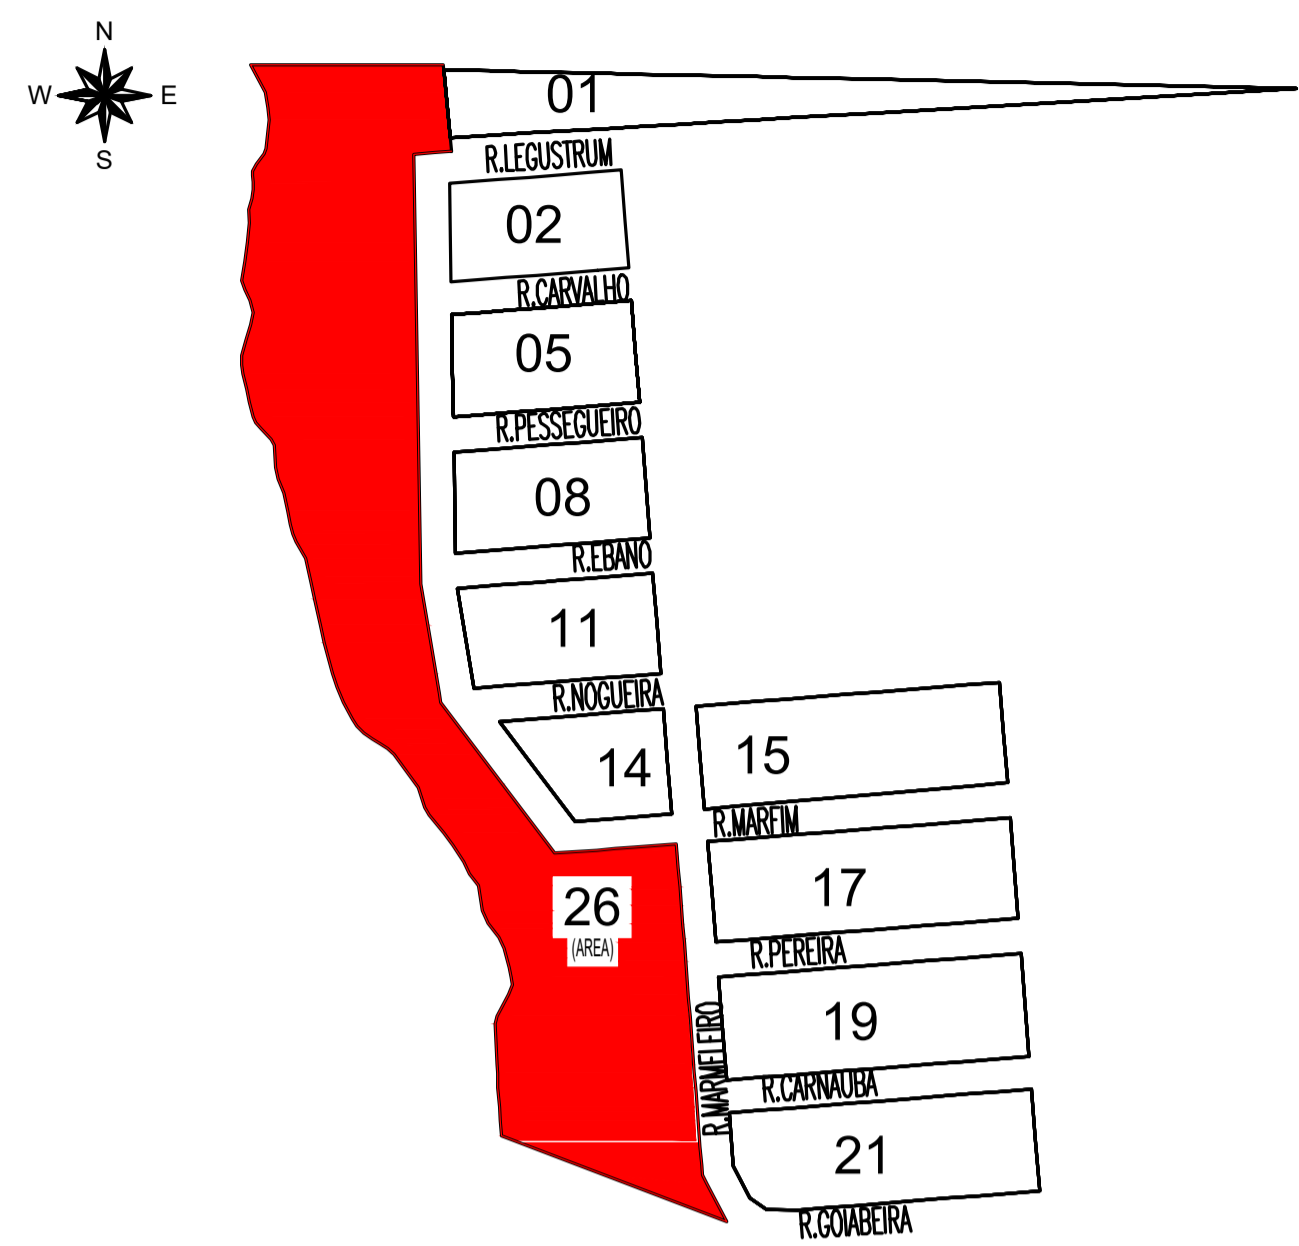 N
W E
S
01
R.LEGUSTRUM
02
R.CARVALHO
05
R.PESSEGUEIRO
08
R.EBANO
11
R.NOGUEIRA
14
15
R.MARFIM
17
26
(AREA)
R.PEREIRA
19
R.MARMELEIRO
R.CARNAUBA
21
R.GOIABEIRA